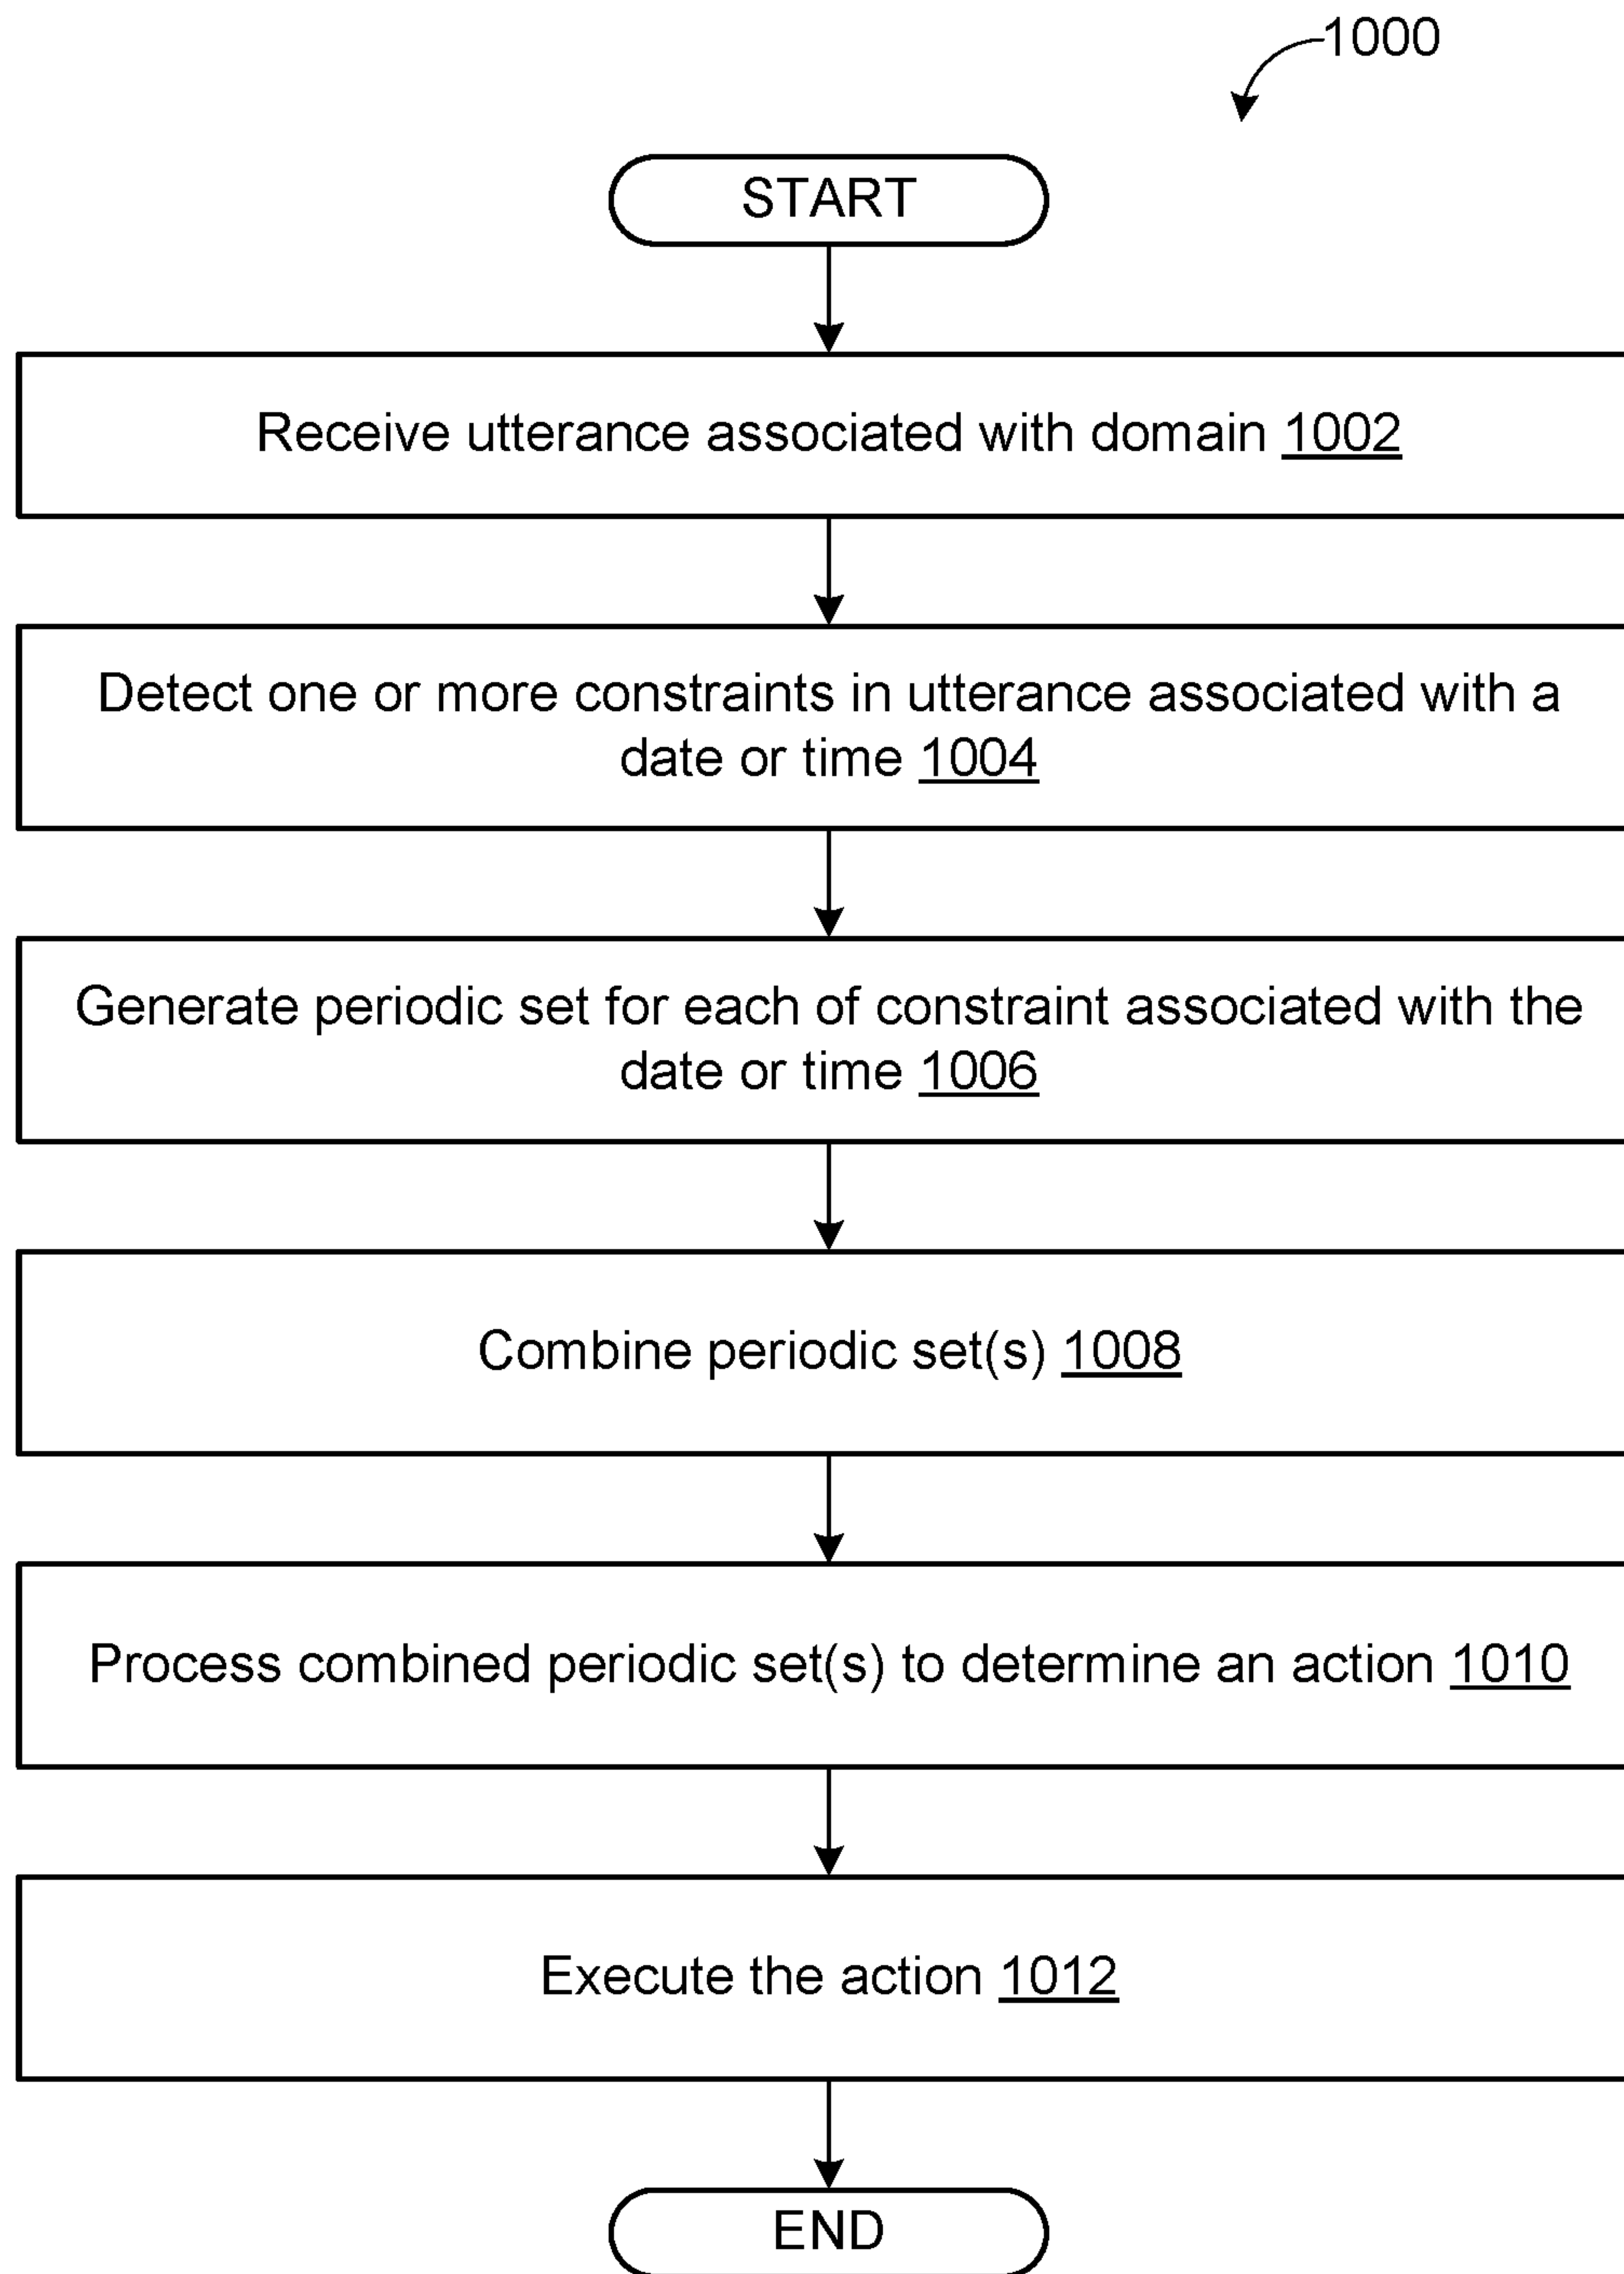 1000
START
Receive utterance associated with domain 1002
Detect one or more constraints in utterance associated with a
date or time 1004
Generate periodic set for each of constraint associated with the
date or time 1006
Combine periodic set(s) 1008
Process combined periodic set(s) to determine an action 1010
Execute the action 1012
END